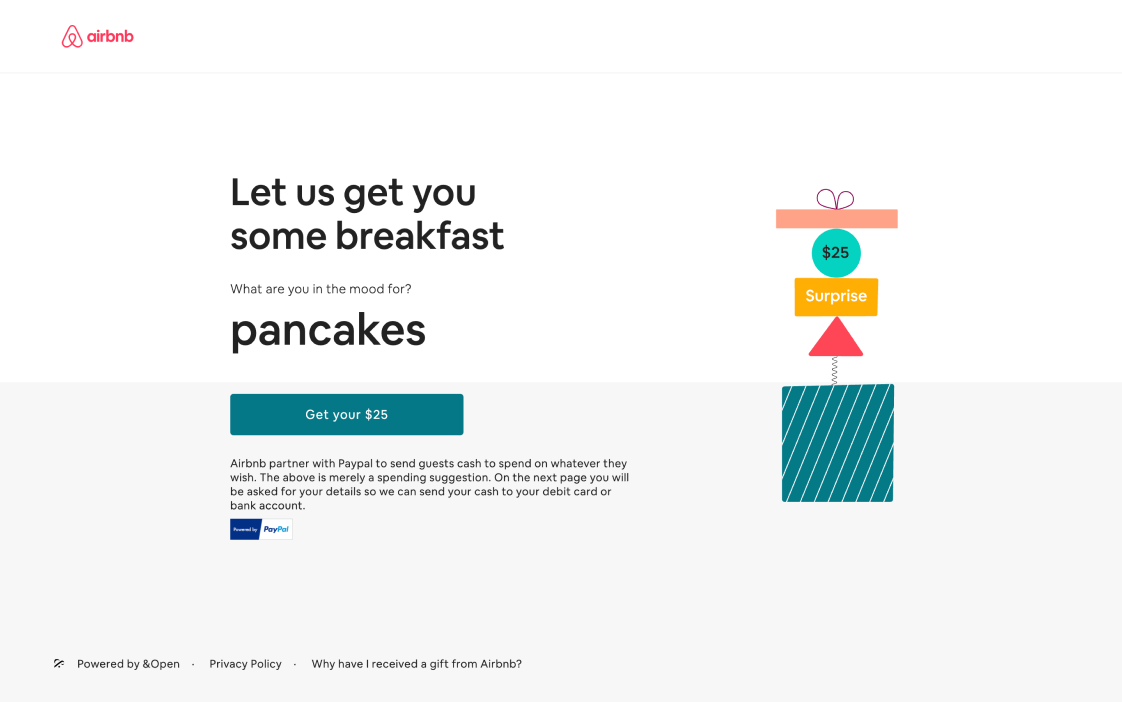 airbnb
Let us get you
some breakfast
What are you in the mood for?
pancakes
Get your $25
Airbnb partner with Paypal to send guests cash to spend on whatever they
wish. The above is merely a spending suggestion. On the next page you will
be asked for your details so we can send your cash to your debit card or
bank account.
Powered by PayPal
$25
Surprise
Powered by &Open · Privacy Policy · Why have I received a gift from Airbnb?